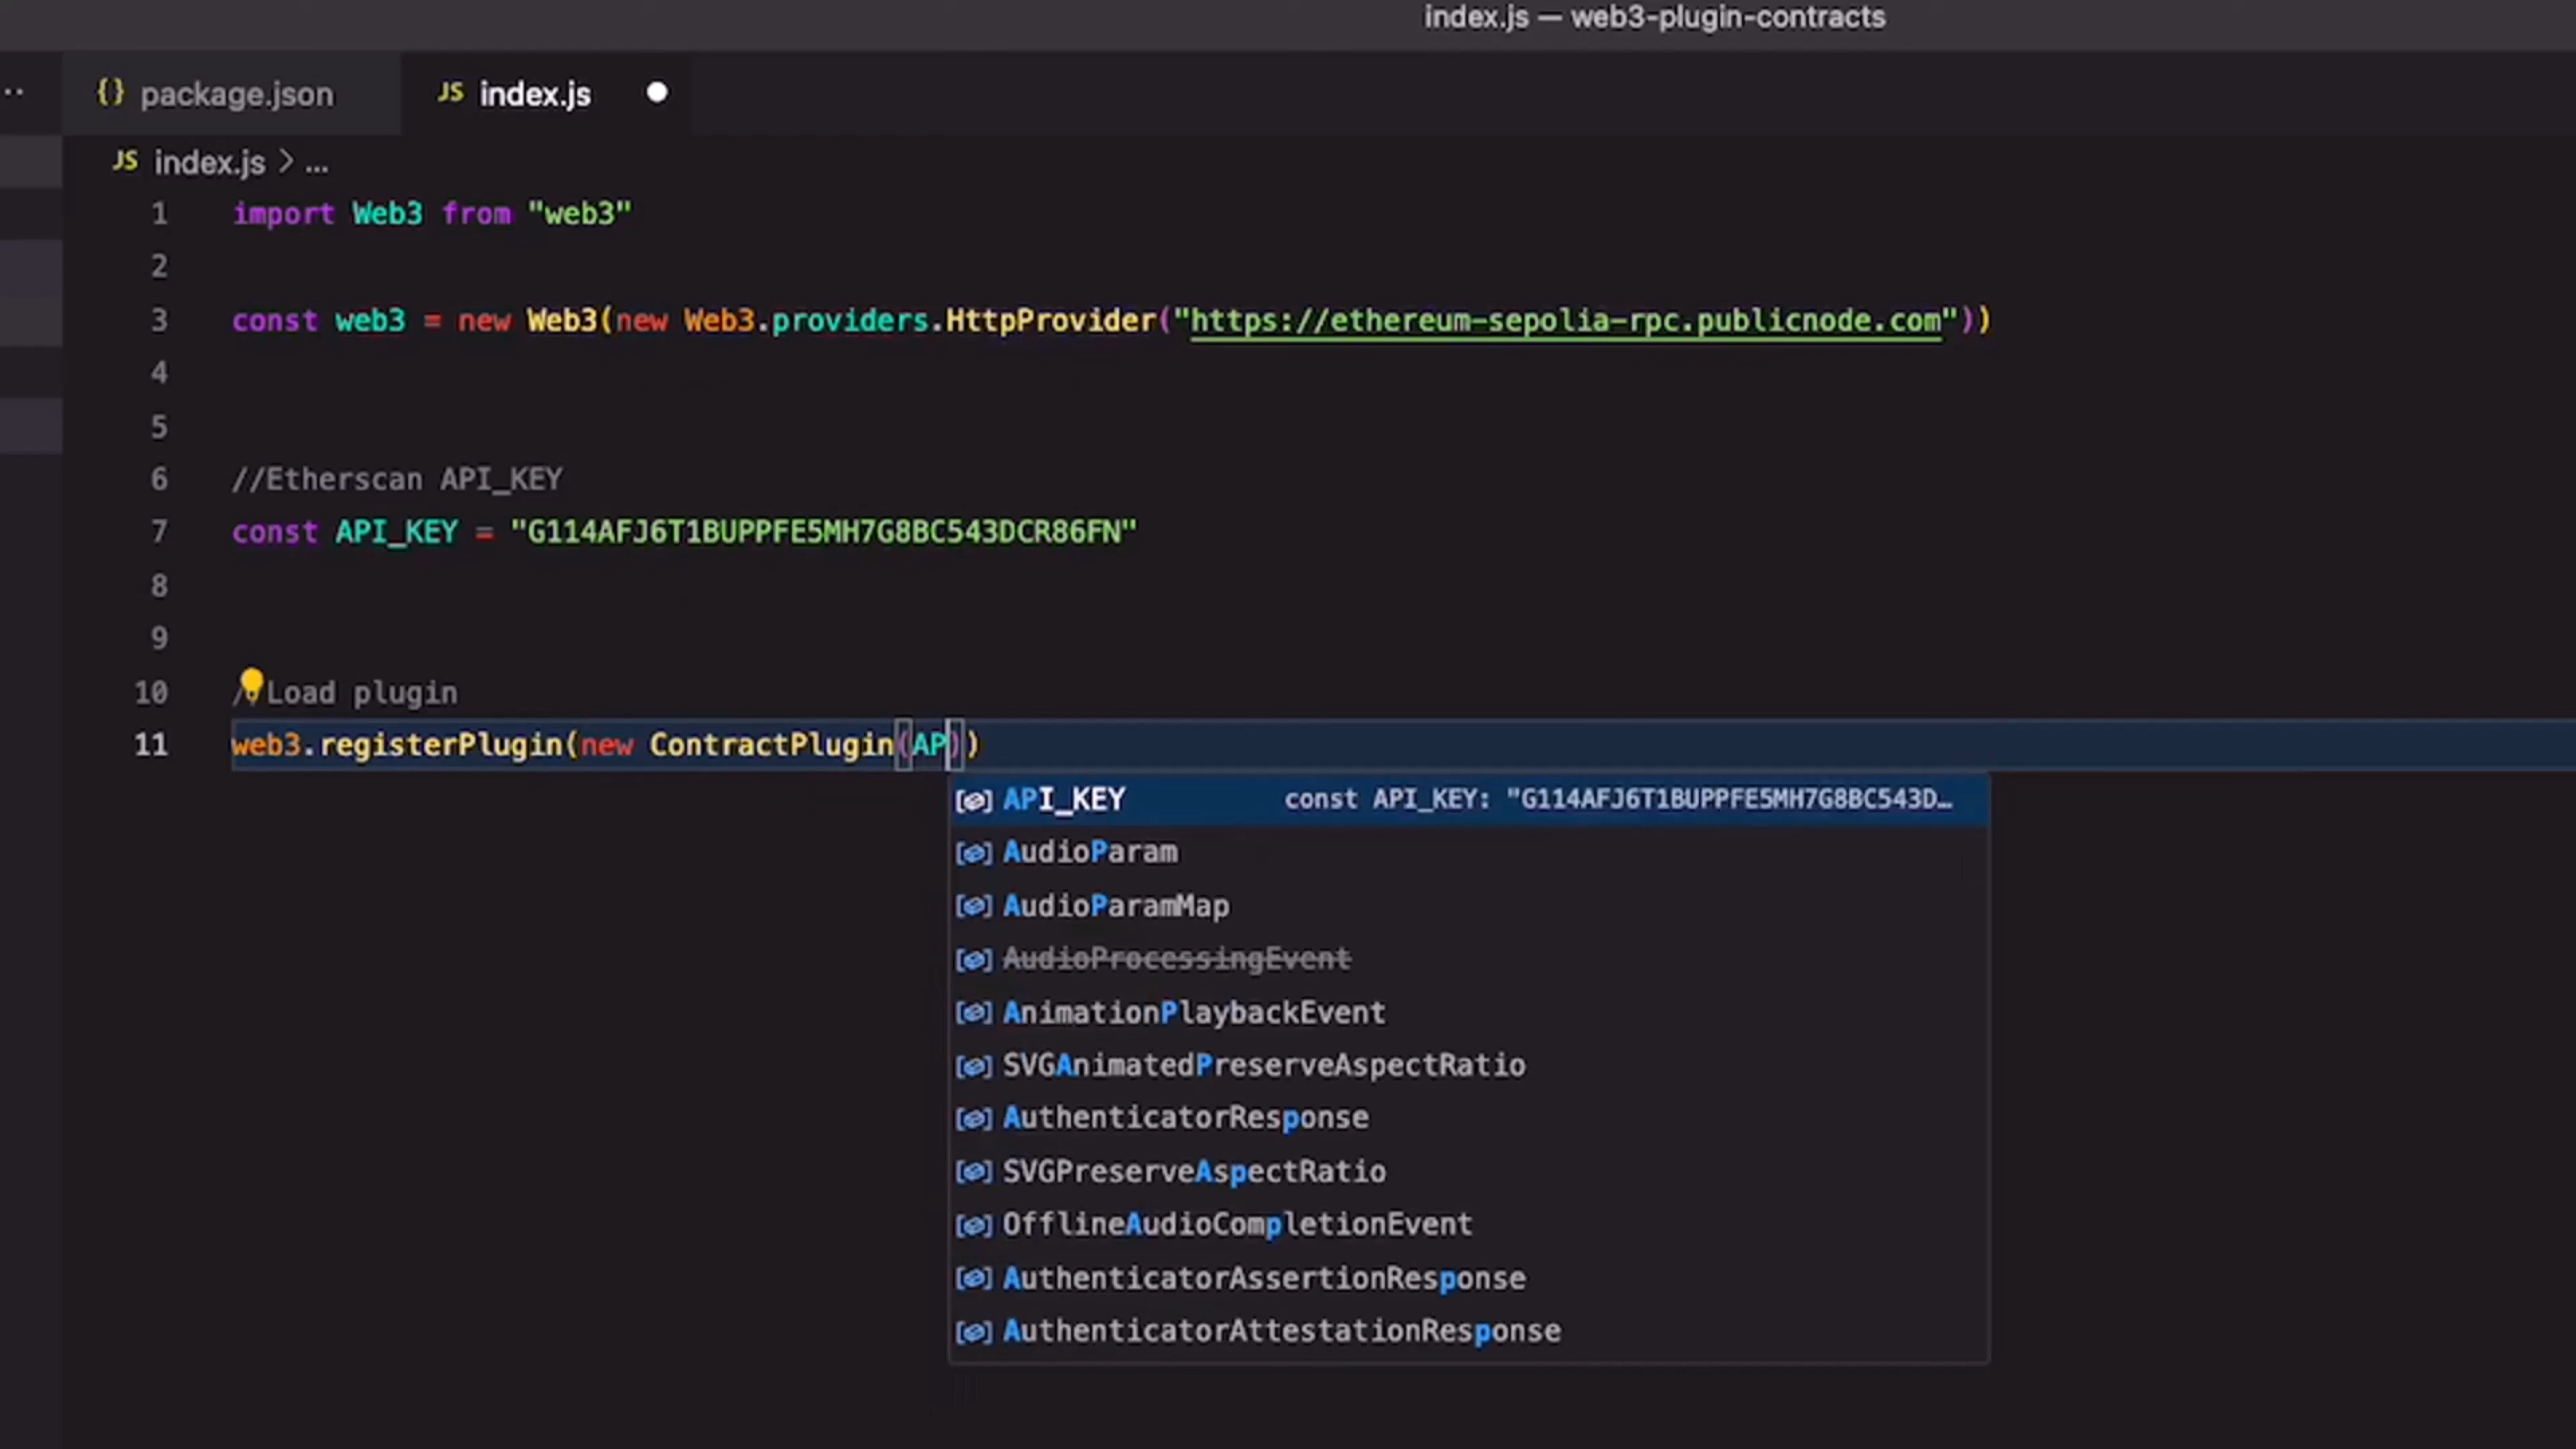 index.js — web3-plugin-contracts
package.json
JS index.js
JS index.js > ...
1 import Web3 from "web3"
2
3 const web3 = new Web3(new Web3.providers.HttpProvider("https://ethereum-sepolia-rpc.publicnode.com"))
4
5
6 //Etherscan API_KEY
7 const API_KEY = "G114AFJ6T1BUPPFE5MH7G8BC543DCR86FN"
8
9
10 //Load plugin
11 web3.registerPlugin(new ContractPlugin(AP))
API_KEY const API_KEY: "G114AFJ6T1BUPPFE5MH7G8BC543D…
AudioParam
AudioParamMap
AudioProcessingEvent
AnimationPlaybackEvent
SVGAnimatedPreserveAspectRatio
AuthenticatorResponse
SVGPreserveAspectRatio
OfflineAudioCompletionEvent
AuthenticatorAssertionResponse
AuthenticatorAttestationResponse